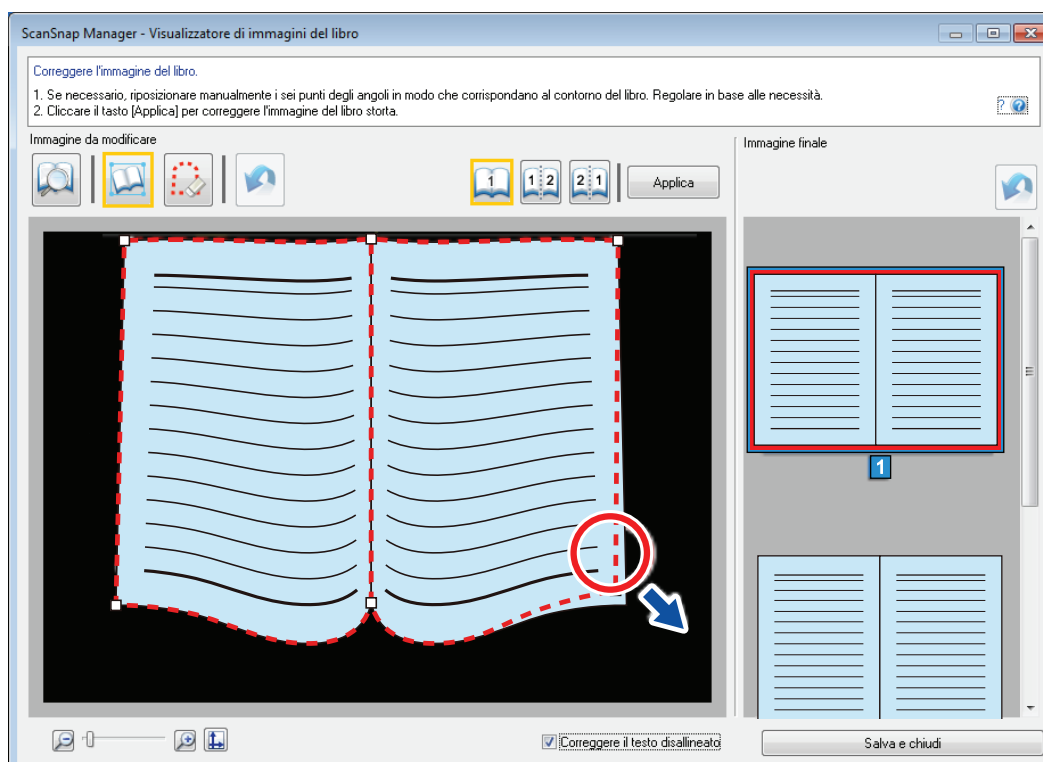 ScanSnap Manager - Visualizzatore di immagini del libro
Correggere l'immagine del libro.
1. Se necessario, riposizionare manualmente i sei punti degli angoli in modo che corrispondano al contorno del libro. Regolare in base alle necessità.
2. Cliccare il tasto [Applica] per correggere l'immagine del libro storta.
?
Immagine da modificare
Immagine finale
1
1 2
2 1
Applica
1
Correggere il testo disallineato
Salva e chiudi